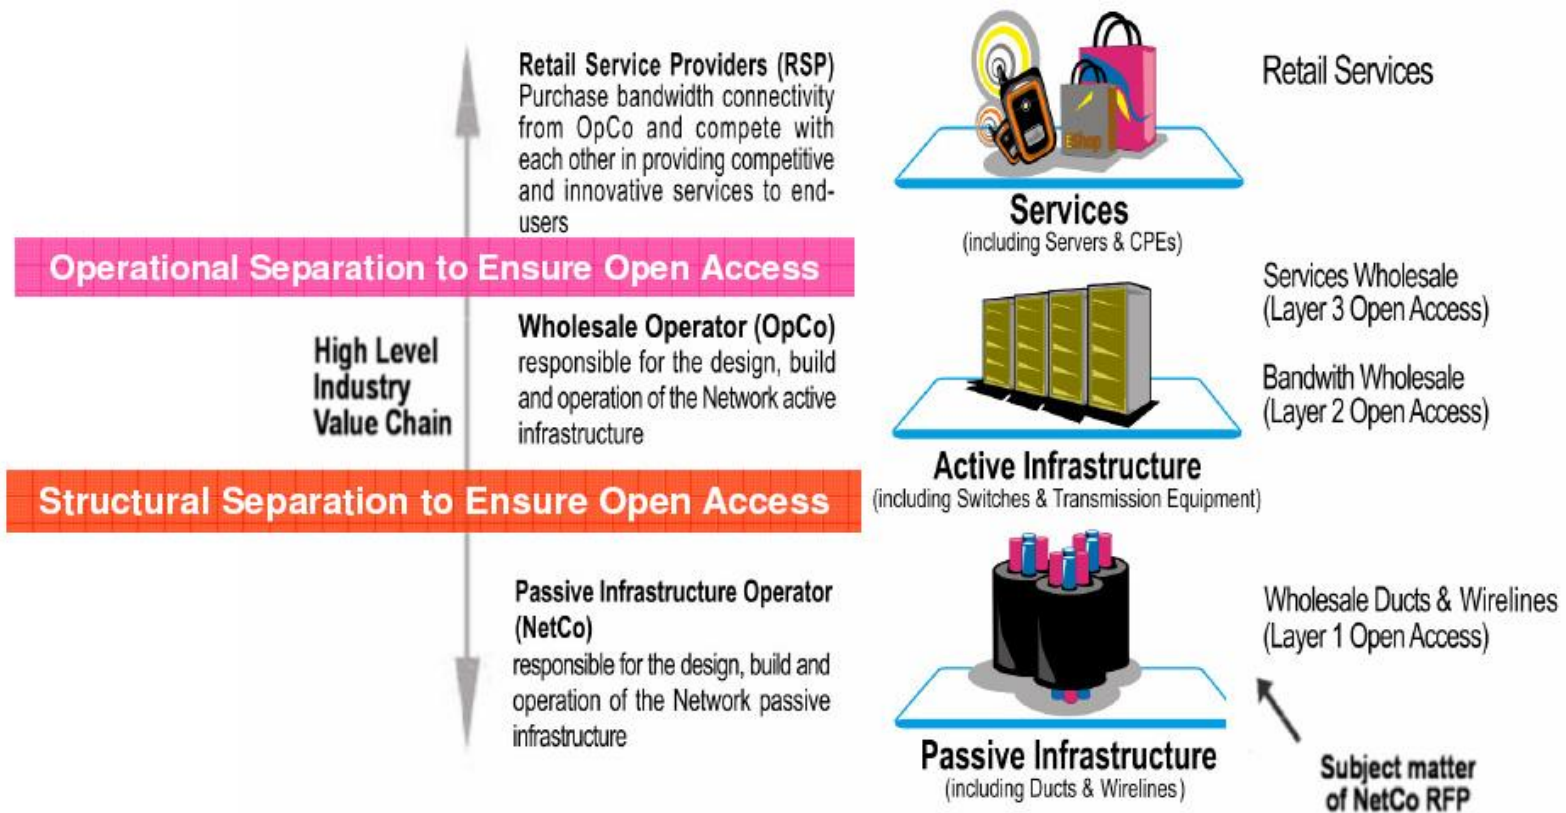 Retail Service Providers (RSP)
Purchase bandwidth connectivity
from OpCo and compete with
each other in providing competitive
and innovative services to end-
users
EShop
Retail Services
Services
(including Servers & CPEs)
Operational Separation to Ensure Open Access
High Level
Industry
Value Chain
Wholesale Operator (OpCo)
responsible for the design, build
and operation of the Network active
infrastructure
Services Wholesale
(Layer 3 Open Access)
Bandwith Wholesale
(Layer 2 Open Access)
Active Infrastructure
(including Switches & Transmission Equipment)
Structural Separation to Ensure Open Access
Passive Infrastructure Operator
(NetCo)
responsible for the design, build and
operation of the Network passive
infrastructure
Wholesale Ducts & Wirelines
(Layer 1 Open Access)
Passive Infrastructure
(including Ducts & Wirelines)
Subject matter
of NetCo RFP